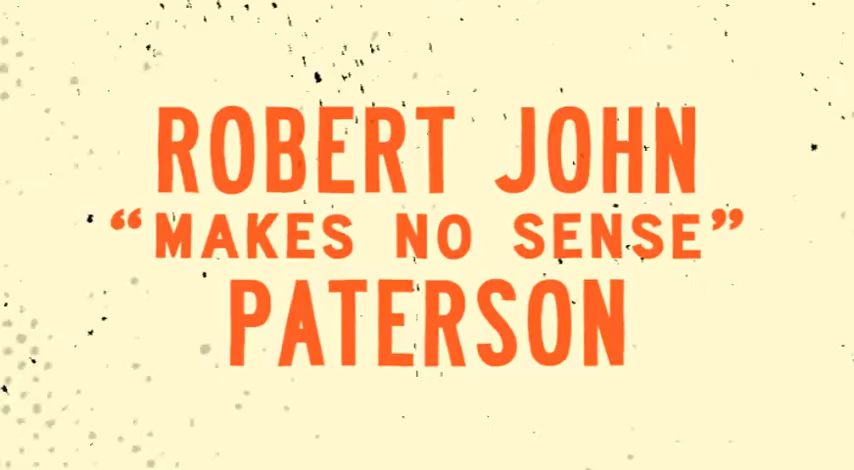 ROBERT JOHN
“MAKES NO SENSE”
PATERSON